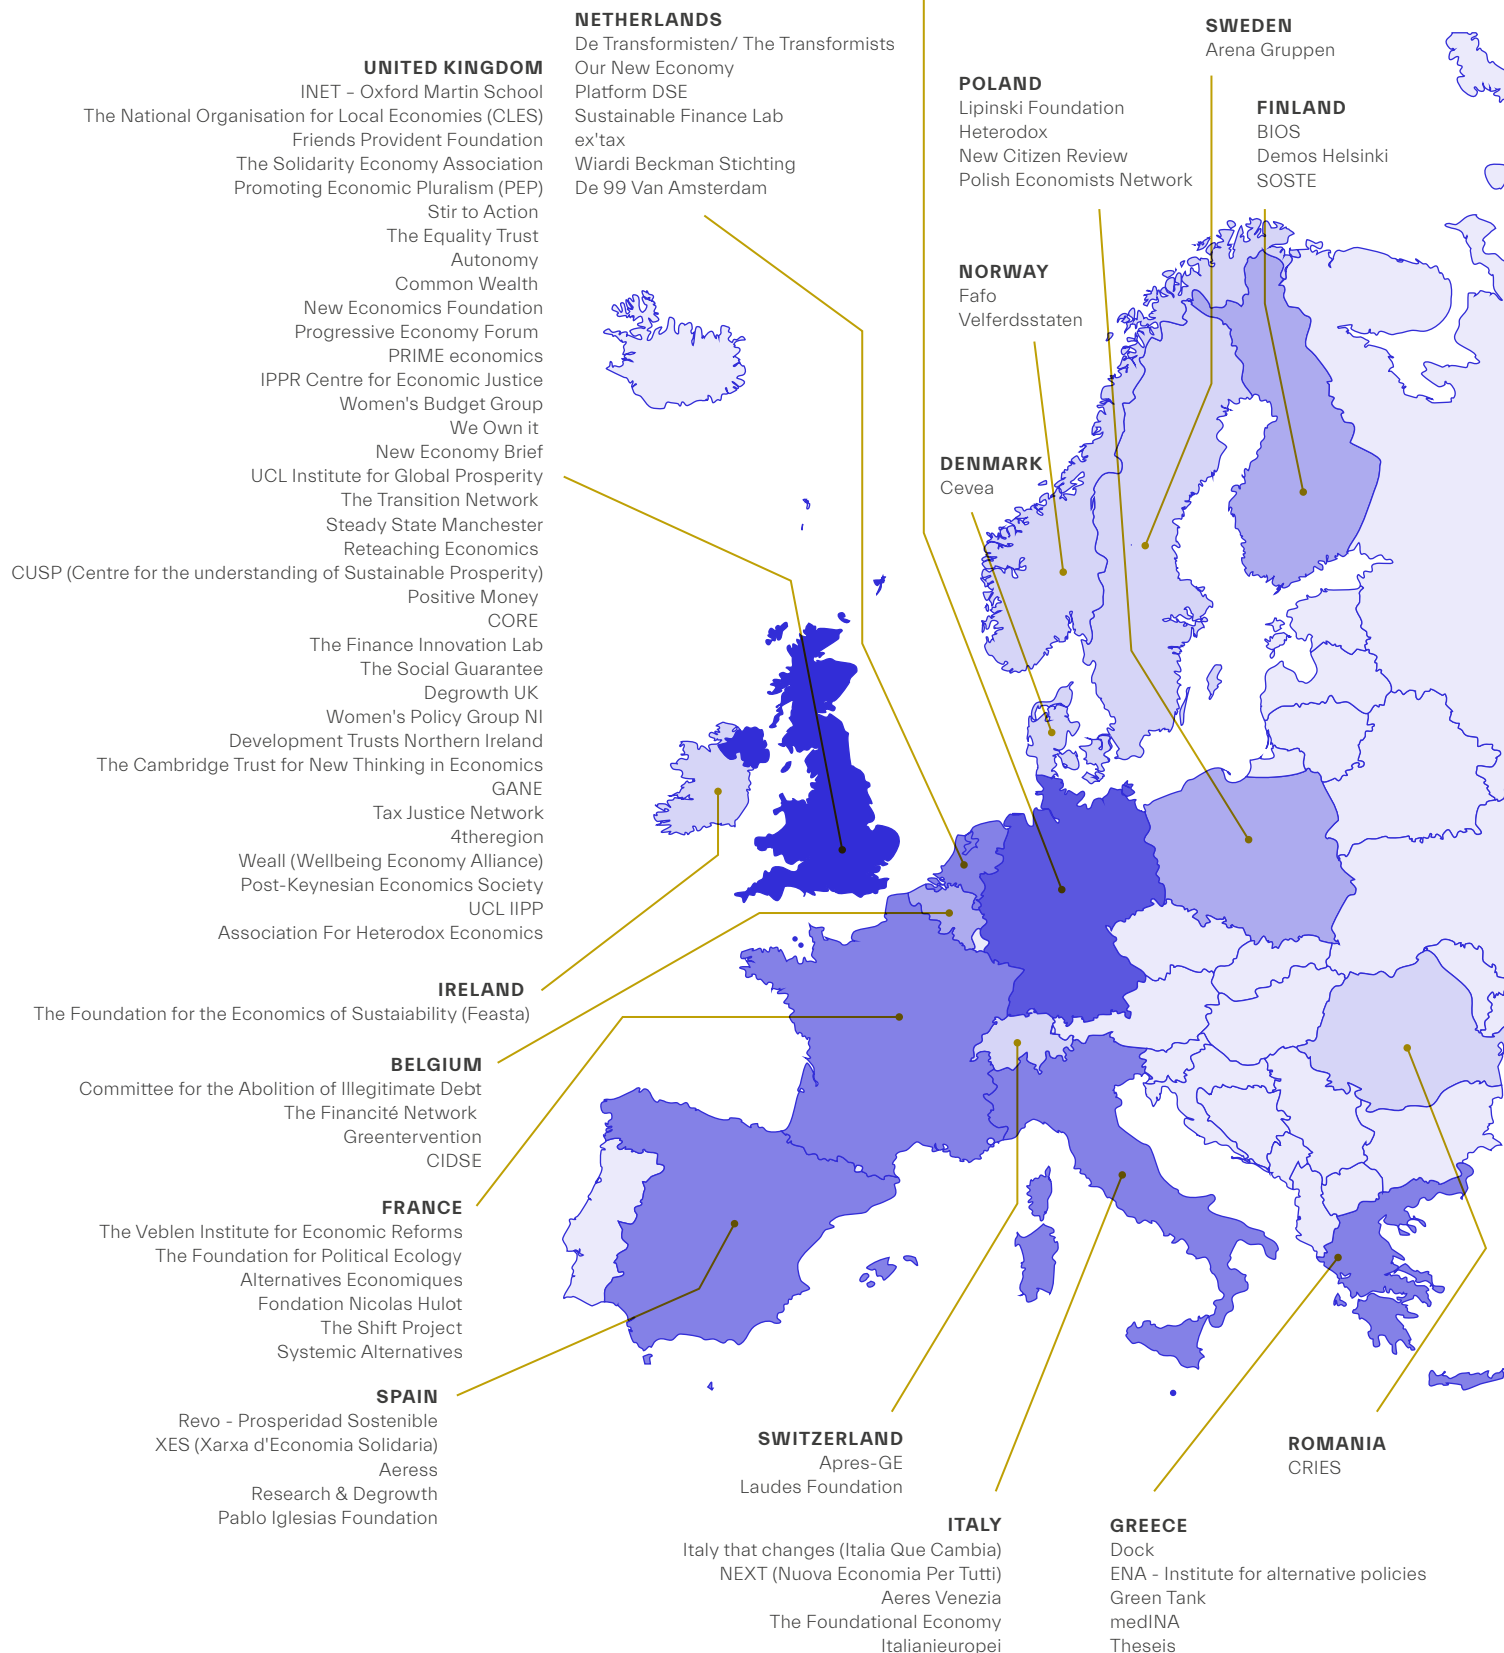 NETHERLANDS
De Transformisten/ The Transformists
Our New Economy
Platform DSE
Sustainable Finance Lab
ex'tax
Wiardi Beckman Stichting
De 99 Van Amsterdam
SWEDEN
Arena Gruppen
UNITED KINGDOM
INET – Oxford Martin School
The National Organisation for Local Economies (CLES)
Friends Provident Foundation
The Solidarity Economy Association
Promoting Economic Pluralism (PEP)
Stir to Action
The Equality Trust
Autonomy
Common Wealth
New Economics Foundation
Progressive Economy Forum
PRIME economics
IPPR Centre for Economic Justice
Women's Budget Group
We Own it
New Economy Brief
UCL Institute for Global Prosperity
The Transition Network
Steady State Manchester
Reteaching Economics
CUSP (Centre for the understanding of Sustainable Prosperity)
Positive Money
CORE
The Finance Innovation Lab
The Social Guarantee
Degrowth UK
Women's Policy Group NI
Development Trusts Northern Ireland
The Cambridge Trust for New Thinking in Economics
GANE
Tax Justice Network
4theregion
Weall (Wellbeing Economy Alliance)
Post-Keynesian Economics Society
UCL IIPP
Association For Heterodox Economics
POLAND
Lipinski Foundation
Heterodox
New Citizen Review
Polish Economists Network
FINLAND
BIOS
Demos Helsinki
SOSTE
NORWAY
Fafo
Velferdsstaten
DENMARK
Cevea
IRELAND
The Foundation for the Economics of Sustaiability (Feasta)
BELGIUM
Committee for the Abolition of Illegitimate Debt
The Financité Network
Greentervention
CIDSE
FRANCE
The Veblen Institute for Economic Reforms
The Foundation for Political Ecology
Alternatives Economiques
Fondation Nicolas Hulot
The Shift Project
Systemic Alternatives
SPAIN
Revo - Prosperidad Sostenible
XES (Xarxa d'Economia Solidaria)
Aeress
Research & Degrowth
Pablo Iglesias Foundation
SWITZERLAND
Apres-GE
Laudes Foundation
ROMANIA
CRIES
ITALY
Italy that changes (Italia Que Cambia)
NEXT (Nuova Economia Per Tutti)
Aeres Venezia
The Foundational Economy
Italianieuropei
GREECE
Dock
ENA - Institute for alternative policies
Green Tank
medINA
Theseis